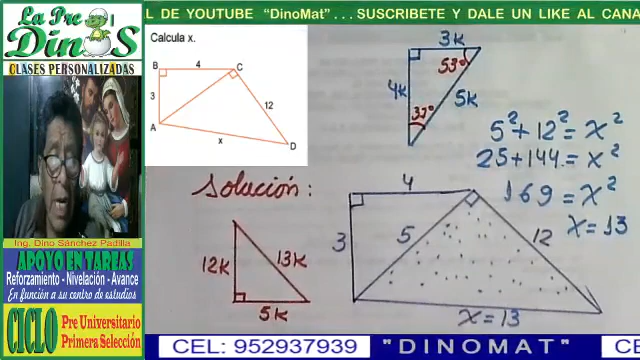 La Pre
DinoS
CLASES PERSONALIZADAS
L DE YOUTUBE "DinoMat"...SUSCRIBETE Y DALE UN LIKE AL CANA
Calcula x.
B 4 C
3
12
A
x
D
3k
53°
4k
5k
37°
5² + 12² = x²
25 + 144 = x²
169 = x²
x = 13
Solución:
12k
13k
5k
4
3
5
12
x = 13
Ing. Dino Sánchez Padilla
APOYO EN TAREAS
Reforzamiento - Nivelación - Avance
En función a su centro de estudios
CICLO Pre Universitario
Primera Selección
CEL: 952937939 "DINOMAT" CE